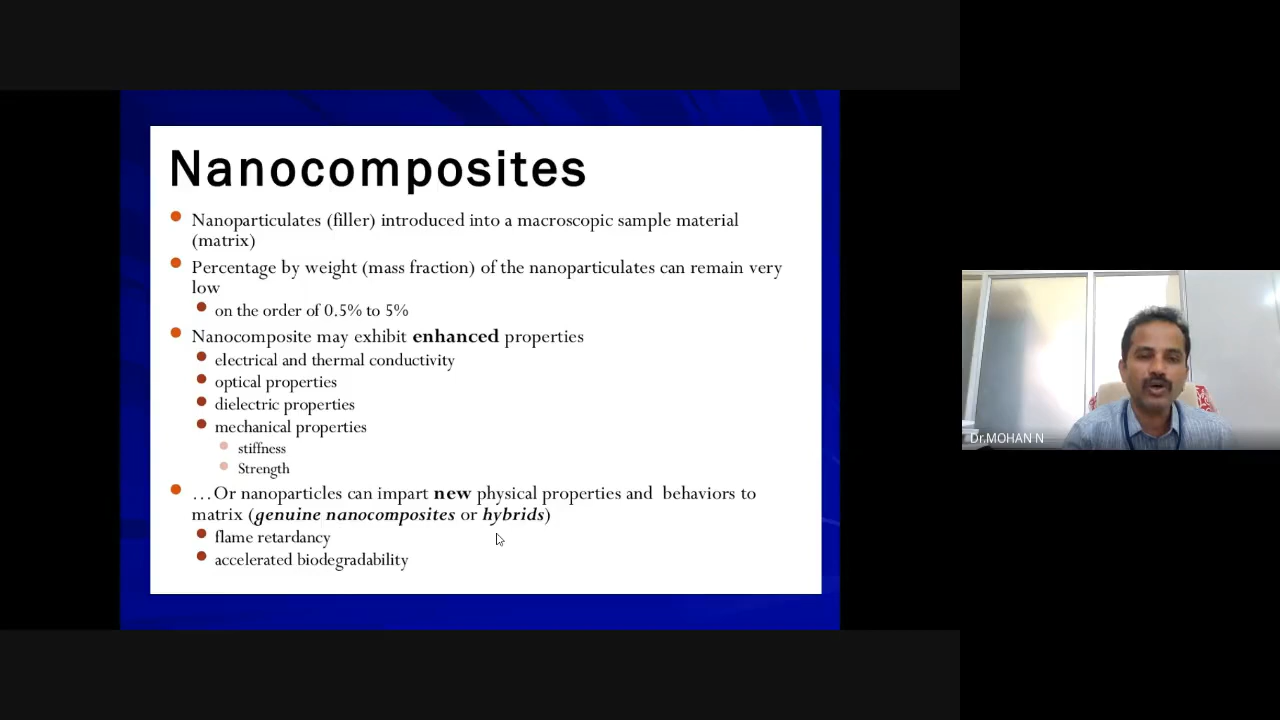 Nanocomposites
Nanoparticulates (filler) introduced into a macroscopic sample material
(matrix)
Percentage by weight (mass fraction) of the nanoparticulates can remain very
low
on the order of 0.5% to 5%
Nanocomposite may exhibit enhanced properties
electrical and thermal conductivity
optical properties
dielectric properties
mechanical properties
stiffness
Strength
…Or nanoparticles can impart new physical properties and behaviors to
matrix (genuine nanocomposites or hybrids)
flame retardancy
accelerated biodegradability
Dr.MOHAN N